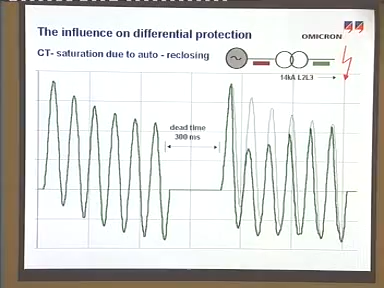 The influence on differential protection
OMICRON
CT- saturation due to auto - reclosing
14kA L2L3
dead time
300 ms